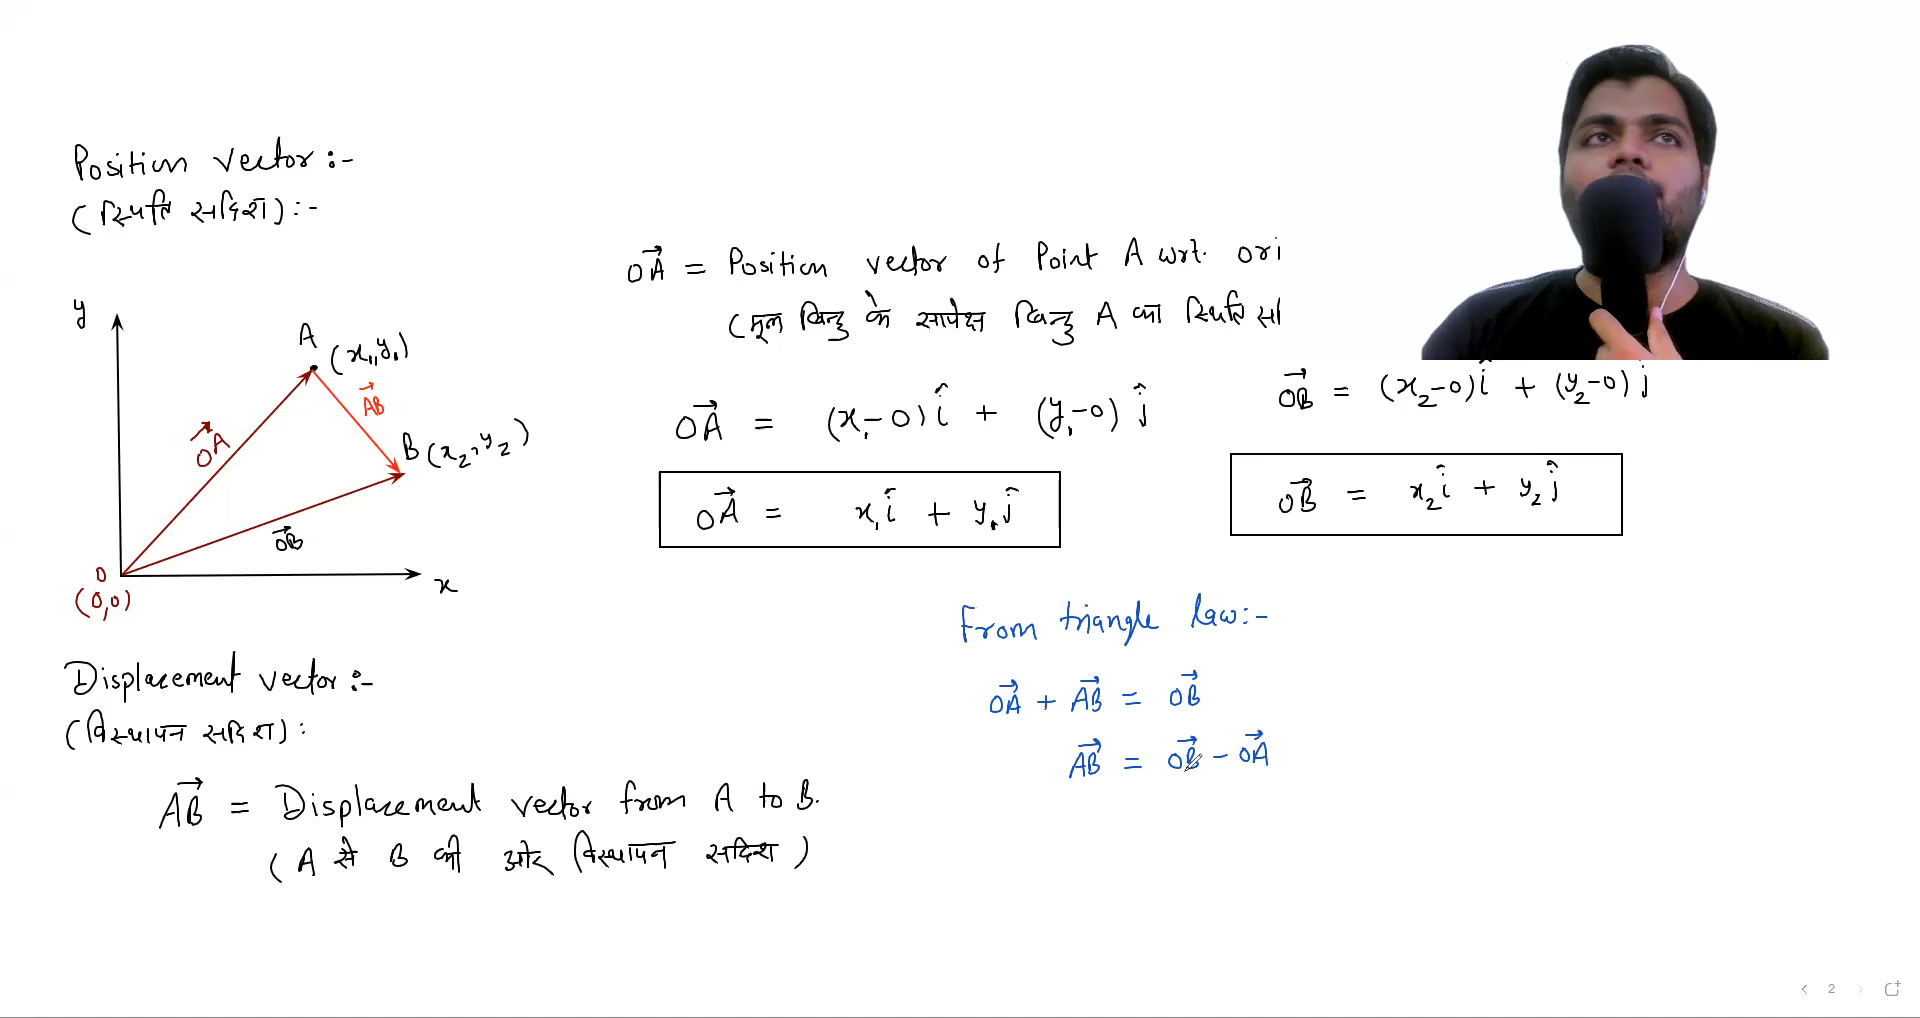 Position vector :-
(स्थिति सदिश) :-
OA⃗ = Position vector of Point A wrt. ori
(मूल बिन्दु के सापेक्ष बिन्दु A का स्थिति स
y
A (x₁,y₁)
AB⃗
OA⃗
B (x₂,y₂)
OB⃗
O
(0,0)
x
OA⃗ = (x₁-0)î + (y₁-0)ĵ
OA⃗ = x₁î + y₁ĵ
OB⃗ = (x₂-0)î + (y₂-0)ĵ
OB⃗ = x₂î + y₂ĵ
From triangle law:-
OA⃗ + AB⃗ = OB⃗
AB⃗ = OB⃗ - OA⃗
Displacement vector :-
(विस्थापन सदिश) :
AB⃗ = Displacement vector from A to B.
(A से B की ओर विस्थापन सदिश)
2